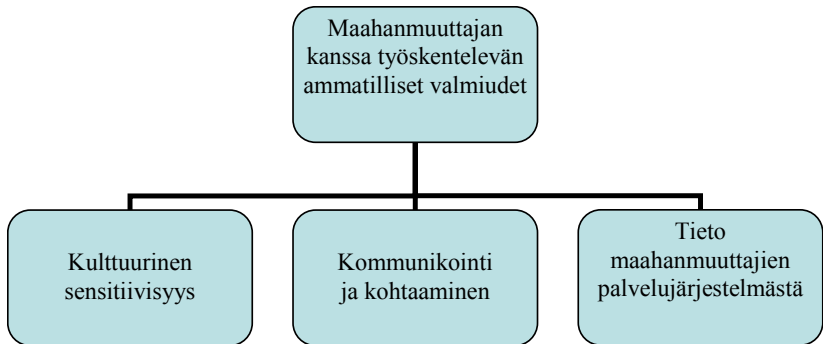 Maahanmuuttajan
kanssa työskentelevän
ammatilliset valmiudet
Kulttuurinen
sensitiivisyys
Kommunikointi
ja kohtaaminen
Tieto
maahanmuuttajien
palvelujärjestelmästä